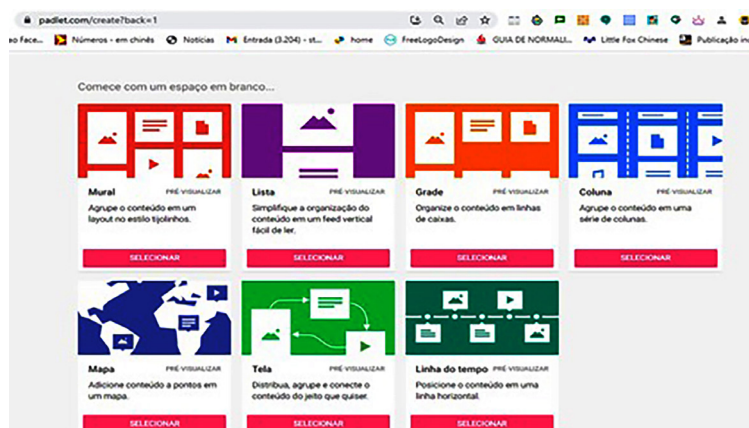 padlet.com/create?back=1
ao Face... Números - em chinês Notícias Entrada (3.204) - st... home FreeLogoDesign GUIA DE NORMALI... Little Fox Chinese Publicação in
Comece com um espaço em branco...
Mural PRÉ-VISUALIZAR
Agrupe o conteúdo em um
layout no estilo tijolinhos.
SELECIONAR
Lista PRÉ-VISUALIZAR
Simplifique a organização do
conteúdo em um feed vertical
fácil de ler.
SELECIONAR
Grade PRÉ-VISUALIZAR
Organize o conteúdo em linhas
de caixas.
SELECIONAR
Coluna PRÉ-VISUALIZAR
Agrupe o conteúdo em uma
série de colunas.
SELECIONAR
Mapa PRÉ-VISUALIZAR
Adicione conteúdo a pontos em
um mapa.
SELECIONAR
Tela PRÉ-VISUALIZAR
Distribua, agrupe e conecte o
conteúdo do jeito que quiser.
SELECIONAR
Linha do tempo PRÉ-VISUALIZAR
Posicione o conteúdo em uma
linha horizontal.
SELECIONAR